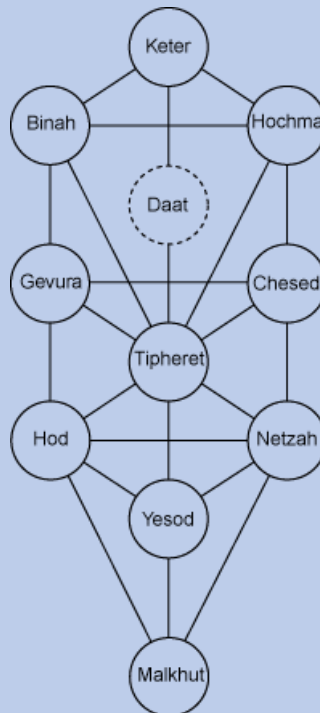 Keter
Binah
Hochma
Daat
Gevura
Chesed
Tipheret
Hod
Netzah
Yesod
Malkhut